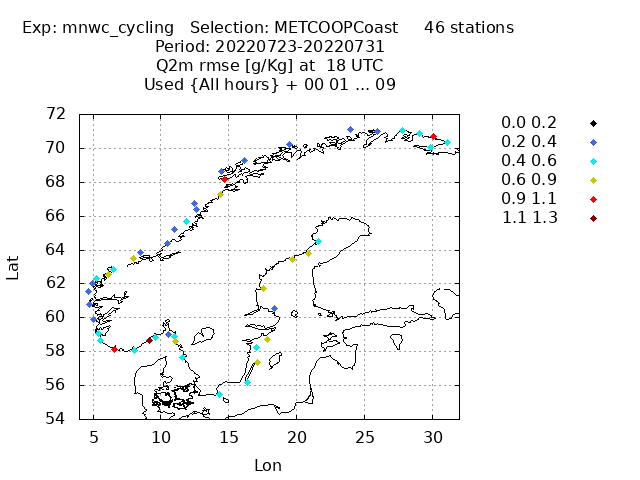 Exp: mnwc_cycling Selection: METCOOPCoast 46 stations
Period: 20220723-20220731
Q2m rmse [g/Kg] at 18 UTC
Used {All hours} + 00 01 ... 09
72
70
68
66
64
62
60
58
56
54
Lat
5 10 15 20 25 30
Lon
0.0 0.2
0.2 0.4
0.4 0.6
0.6 0.9
0.9 1.1
1.1 1.3